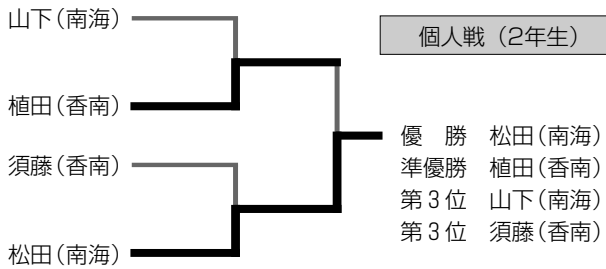 山下（南海）
植田（香南）
須藤（香南）
松田（南海）
個人戦（2年生）
優　勝　松田（南海）
準優勝　植田（香南）
第３位　山下（南海）
第３位　須藤（香南）